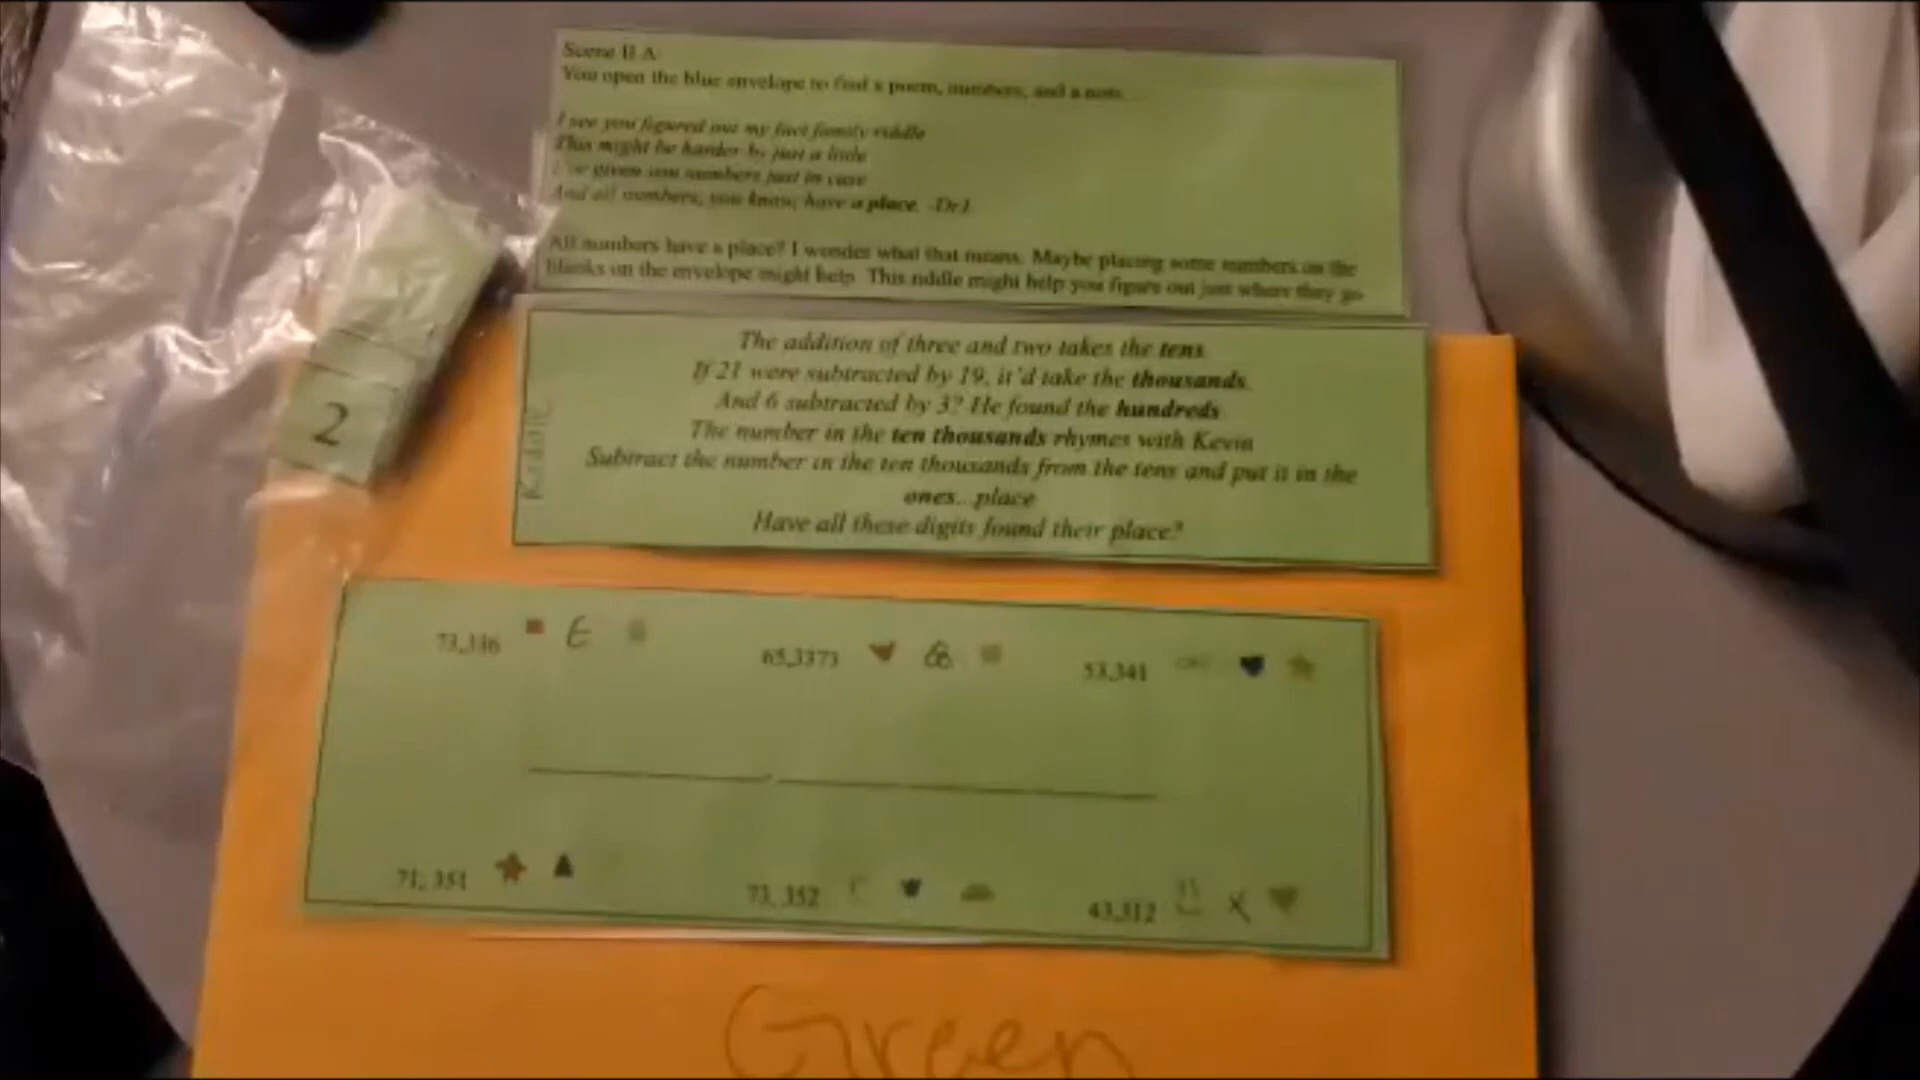 Scene II.A:
You open the blue envelope to find a poem, numbers, and a note...
I see you figured out my fact family riddle
This might be harder by just a little
I've given you numbers just in case
And all numbers, you know, have a place. -Dr.J.
All numbers have a place? I wonder what that means. Maybe placing some numbers on the
blanks on the envelope might help. This riddle might help you figure out just where they go
2
The addition of three and two takes the tens.
If 21 were subtracted by 19, it'd take the thousands.
And 6 subtracted by 3? He found the hundreds
The number in the ten thousands rhymes with Kevin
Subtract the number in the ten thousands from the tens and put it in the
ones...place
Have all these digits found their place?
Riddle
73,336 E
65,3373
53,341
71, 351
73, 352
43,312 X
Green